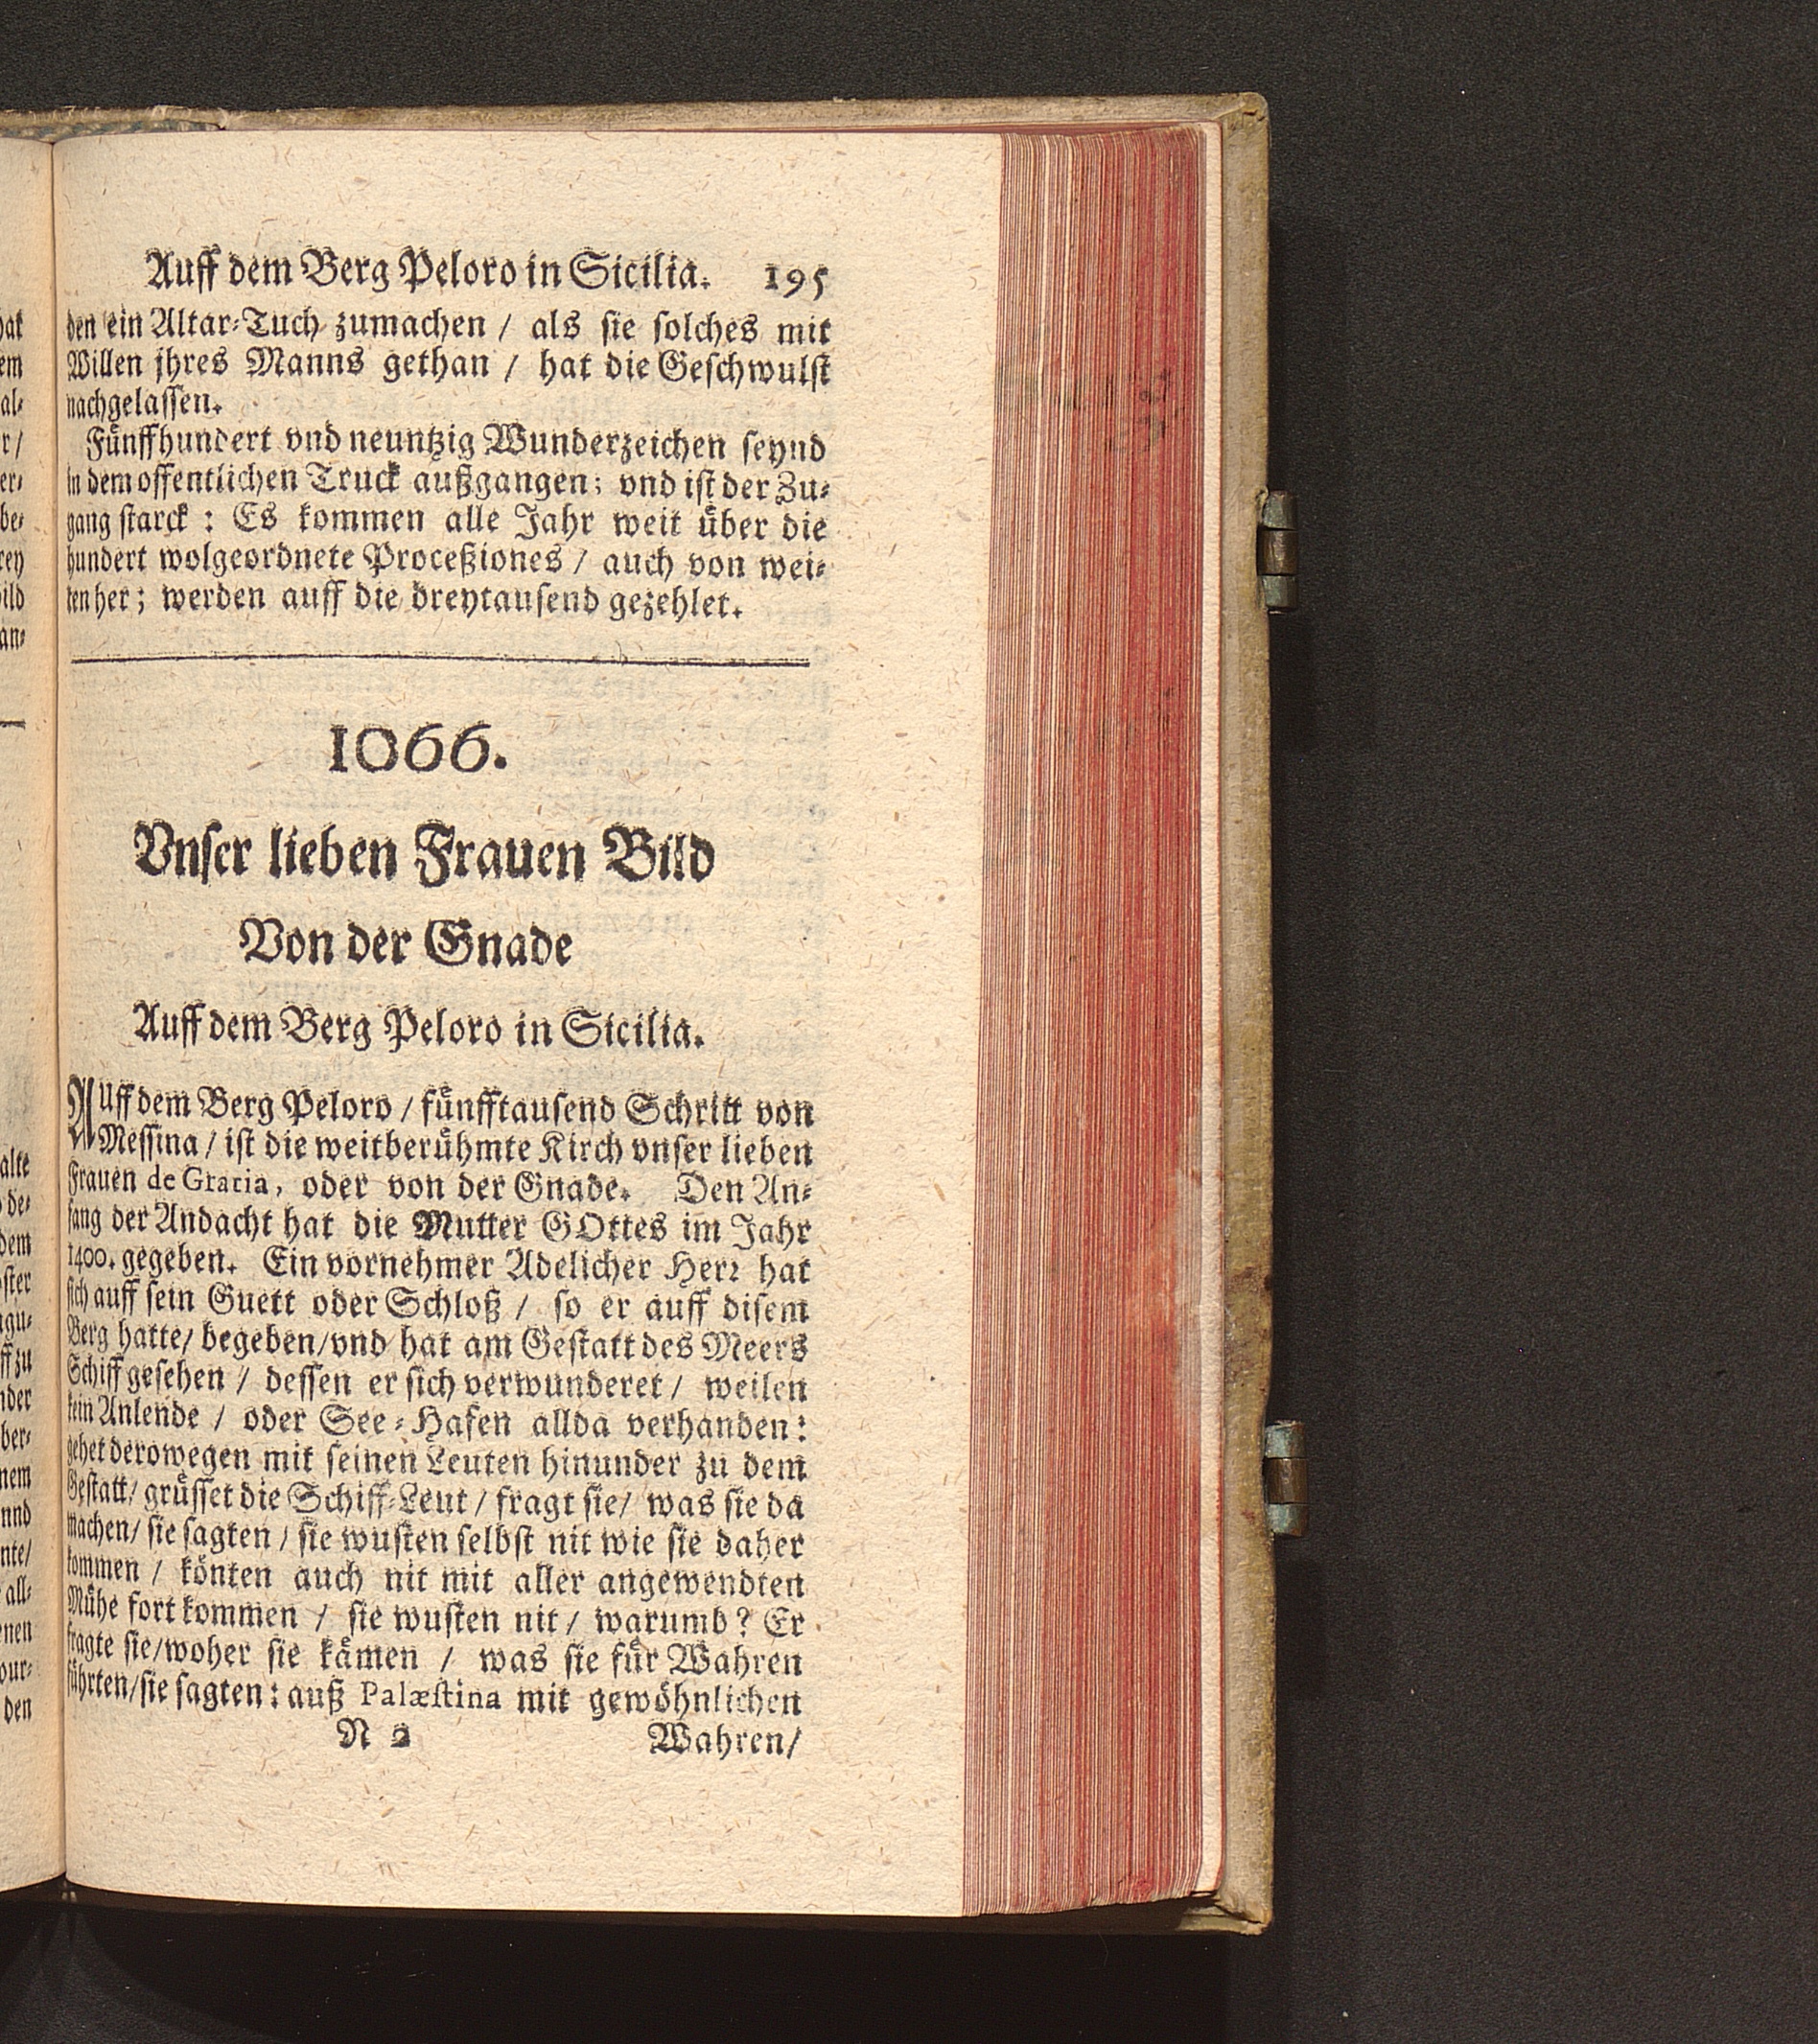 Auff dem Berg Peloro in Sicilia. 195
den ein Altar-Tuch zumachen / als sie solches mit
Willen jhres Manns gethan / hat die Geschwulst
nachgelassen.
Fünffhundert vnd neuntzig Wunderzeichen seynd
in dem offentlichen Truck außgangen; vnd ist der Zu-
gang starck : Es kommen alle Jahr weit über die
hundert wolgeordnete Proceßiones / auch von wei-
ten her; werden auff die dreytausend gezehlet.
1066.
Vnser lieben Frauen Bild
Von der Gnade
Auff dem Berg Peloro in Sicilia.
AUff dem Berg Peloro / fünfftausend Schritt von
Messina / ist die weitberühmte Kirch vnser lieben
Frauen de Gratia, oder von der Gnade. Den An-
fang der Andacht hat die Mutter GOttes im Jahr
1400. gegeben. Ein vornehmer Adelicher Herr hat
sich auff sein Guett oder Schloß / so er auff disem
Berg hatte/ begeben/vnd hat am Gestatt des Meers
Schiff gesehen / dessen er sich verwunderet / weilen
kein Anlende / oder See-Hafen allda verhanden:
gehet derowegen mit seinen Leuten hinunder zu dem
Gestatt/ grüsset die Schiff-Leut / fragt sie/ was sie da
machen/ sie sagten / sie wusten selbst nit wie sie daher
kommen / könten auch nit mit aller angewendten
Mühe fort kommen / sie wusten nit / warumb? Er
fragte sie/woher sie kämen / was sie für Wahren
führten/sie sagten: auß Palæstina mit gewöhnlichen
N 2 Wahren/